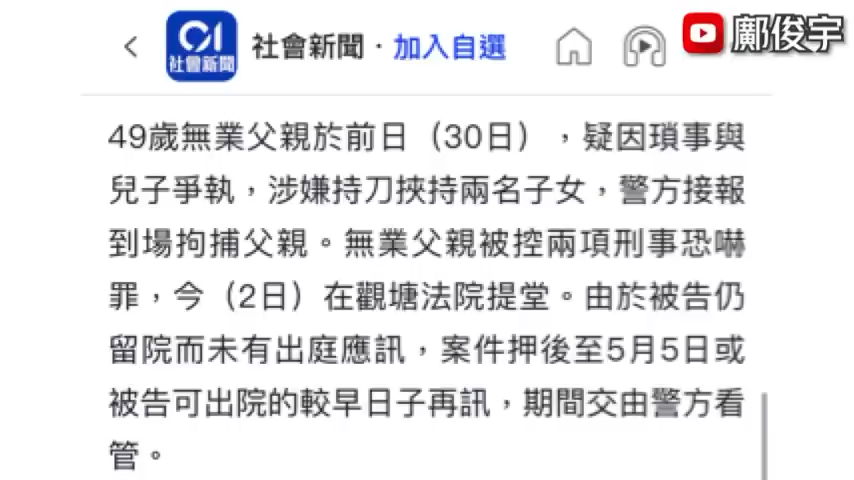 01
社會新聞
社會新聞·加入自選
鄺俊宇
49歲無業父親於前日（30日），疑因瑣事與
兒子爭執，涉嫌持刀挾持兩名子女，警方接報
到場拘捕父親。無業父親被控兩項刑事恐嚇
罪，今（2日）在觀塘法院提堂。由於被告仍
留院而未有出庭應訊，案件押後至5月5日或
被告可出院的較早日子再訊，期間交由警方看
管。